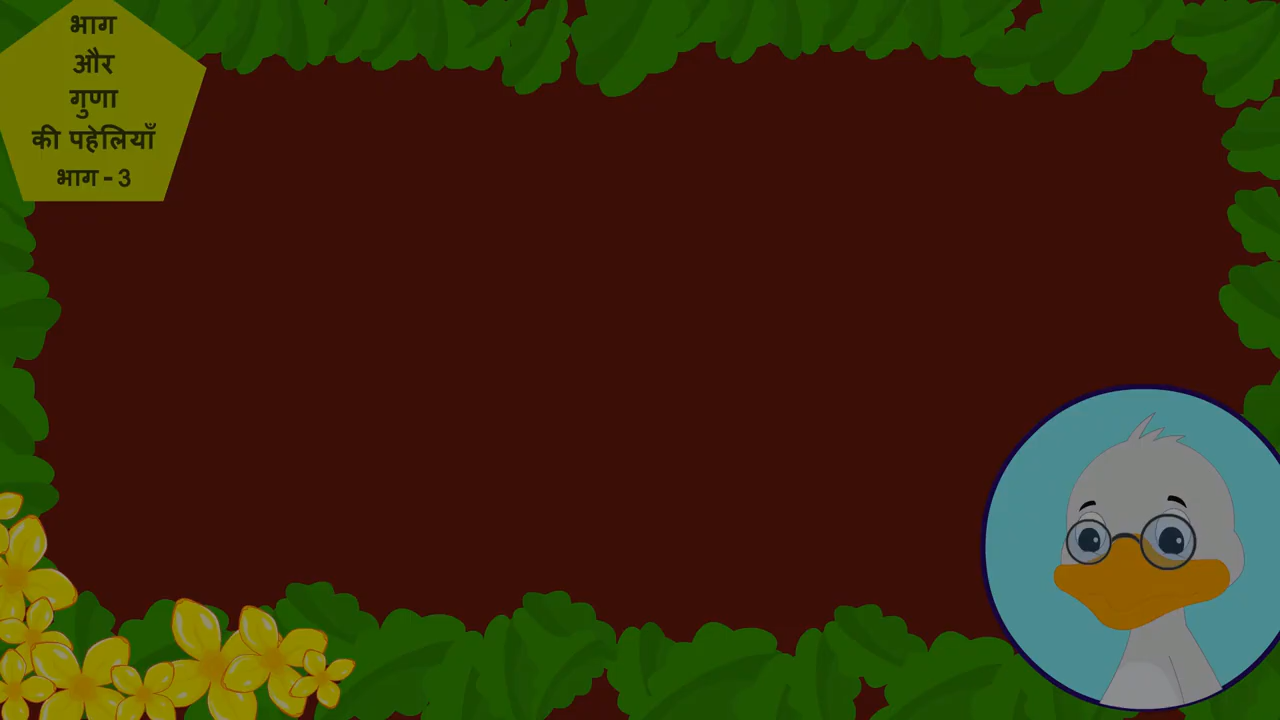 भाग
और
गुणा
की पहेलियाँ
भाग - 3